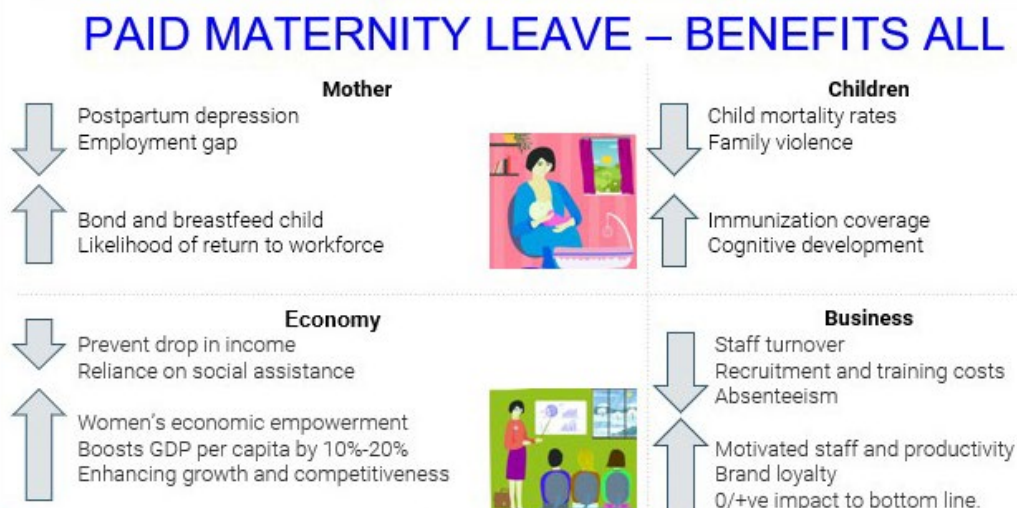 PAID MATERNITY LEAVE – BENEFITS ALL
Mother
Postpartum depression
Employment gap
Bond and breastfeed child
Likelihood of return to workforce
Children
Child mortality rates
Family violence
Immunization coverage
Cognitive development
Economy
Prevent drop in income
Reliance on social assistance
Women's economic empowerment
Boosts GDP per capita by 10%-20%
Enhancing growth and competitiveness
Business
Staff turnover
Recruitment and training costs
Absenteeism
Motivated staff and productivity
Brand loyalty
0/+ve impact to bottom line.